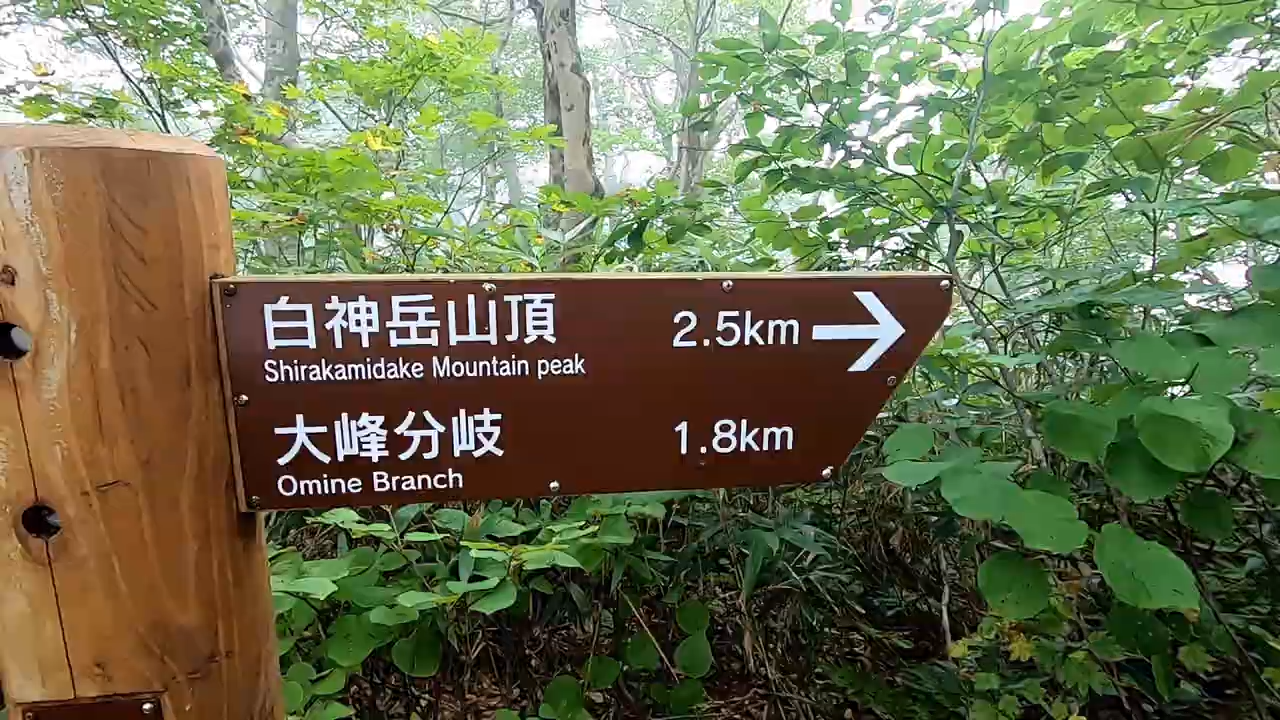 白神岳山頂 2.5km →
Shirakamidake Mountain peak
大峰分岐 1.8km
Omine Branch